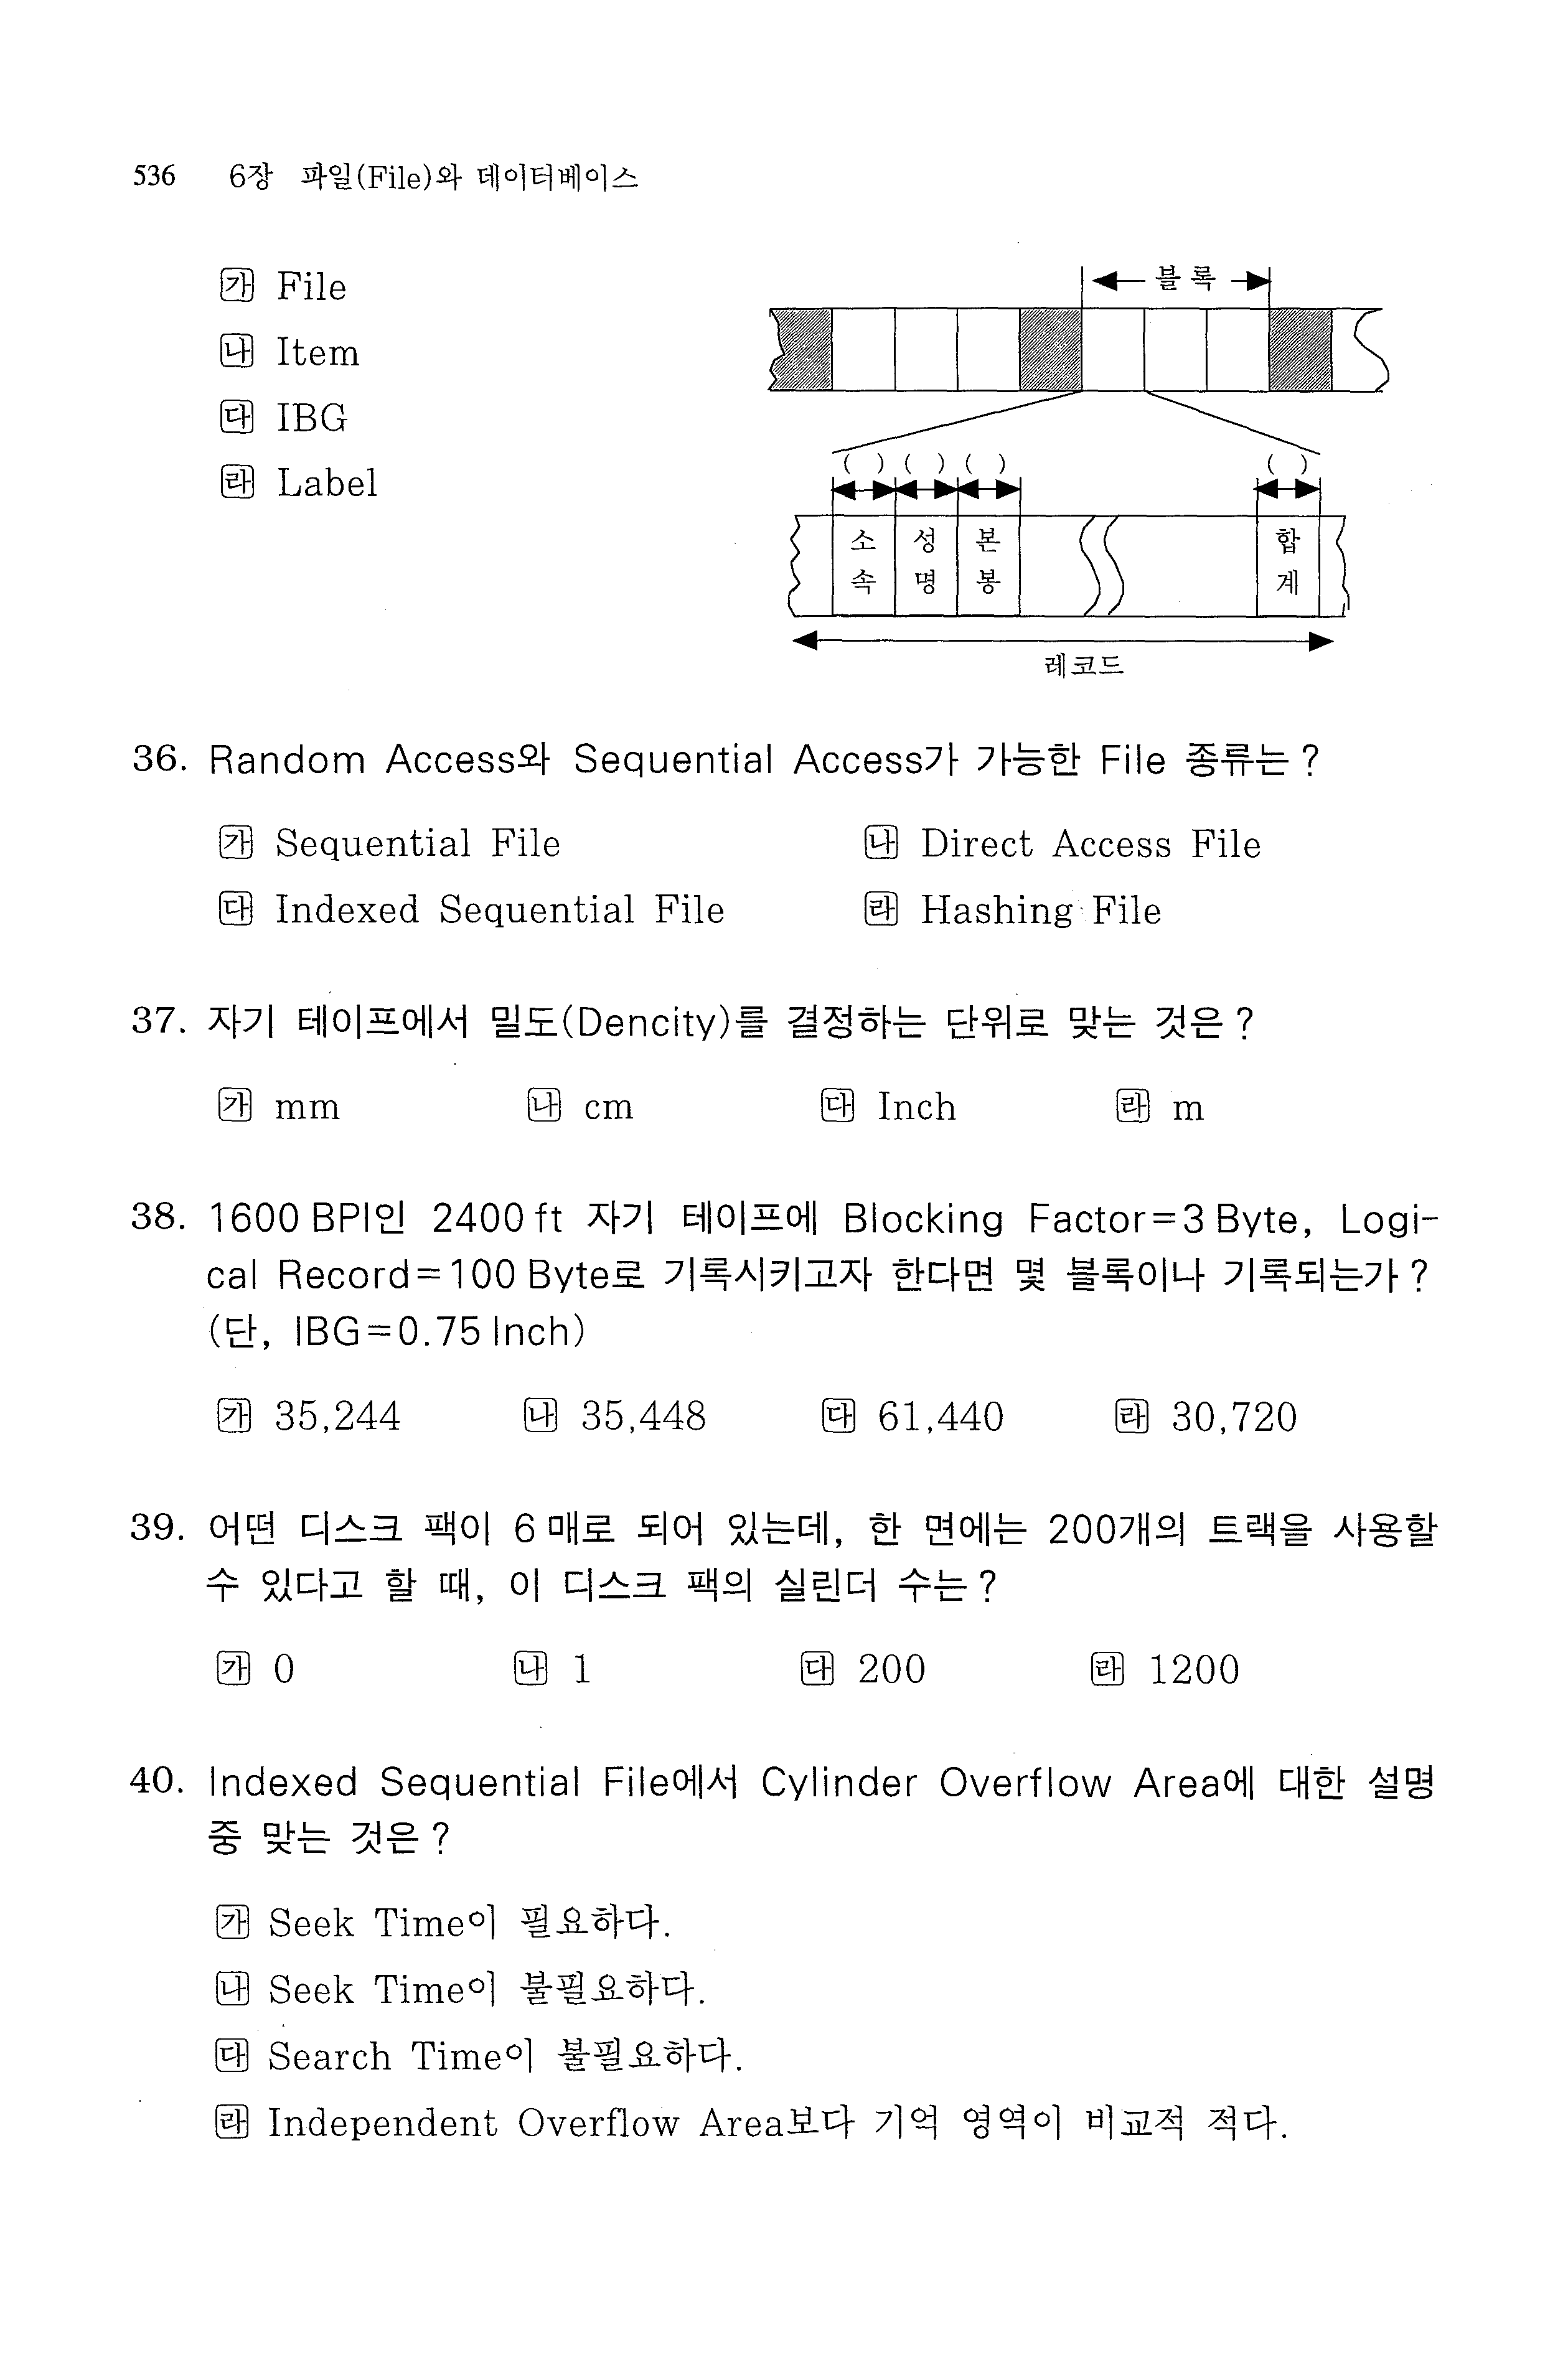 536 6장 파일(File)와 데이터베이스
㉮ File
㉯ Item
㉰ IBG
㉱ Label
블록
( ) ( ) ( ) ( )
소속 성명 본봉 합계
레코드
36. Random Access와 Sequential Access가 가능한 File 종류는?
㉮ Sequential File ㉯ Direct Access File
㉰ Indexed Sequential File ㉱ Hashing File
37. 자기 테이프에서 밀도(Dencity)를 결정하는 단위로 맞는 것은?
㉮ mm ㉯ cm ㉰ Inch ㉱ m
38. 1600 BPI인 2400 ft 자기 테이프에 Blocking Factor=3 Byte, Logi-
cal Record=100 Byte로 기록시키고자 한다면 몇 블록이나 기록되는가?
(단, IBG=0.75 Inch)
㉮ 35,244 ㉯ 35,448 ㉰ 61,440 ㉱ 30,720
39. 어떤 디스크 팩이 6매로 되어 있는데, 한 면에는 200개의 트랙을 사용할
수 있다고 할 때, 이 디스크 팩의 실린더 수는?
㉮ 0 ㉯ 1 ㉰ 200 ㉱ 1200
40. Indexed Sequential File에서 Cylinder Overflow Area에 대한 설명
중 맞는 것은?
㉮ Seek Time이 필요하다.
㉯ Seek Time이 불필요하다.
㉰ Search Time이 불필요하다.
㉱ Independent Overflow Area보다 기억 영역이 비교적 적다.